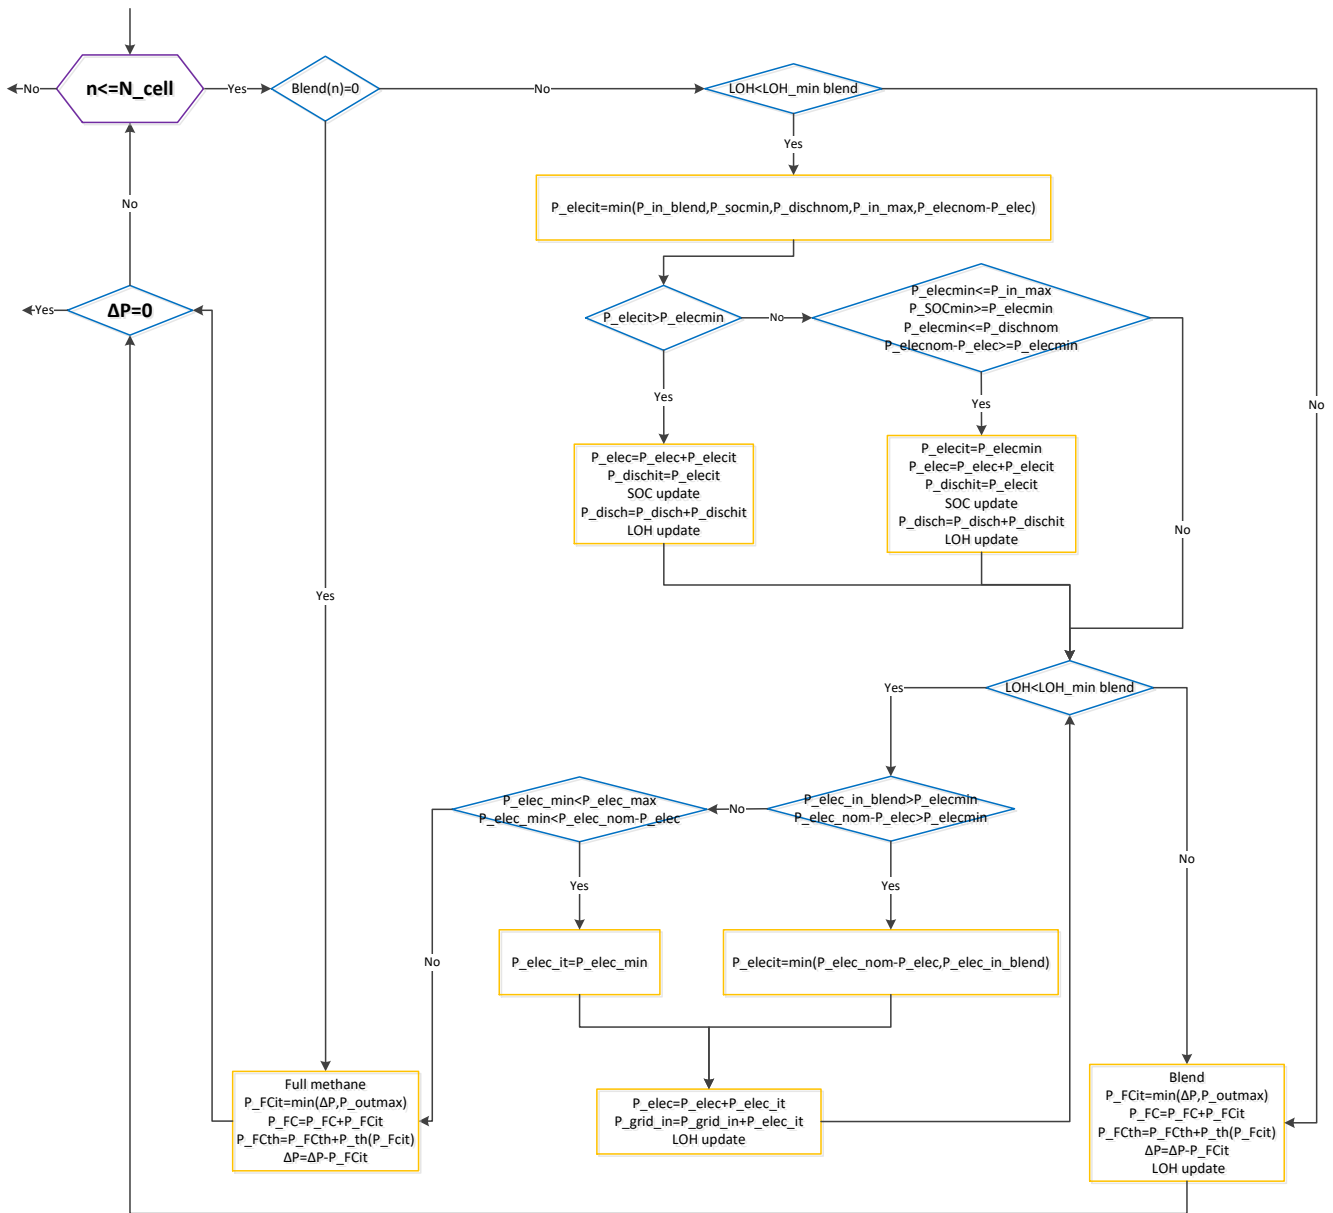 No
n<=N_cell
Yes
Blend(n)=0
No
LOH<LOH_min blend
Yes
P_elecit=min(P_in_blend,P_socmin,P_dischnom,P_in_max,P_elecnom-P_elec)
No
Yes
ΔP=0
P_elecit>P_elecmin
No
P_elecmin<=P_in_max
P_SOCmin>=P_elecmin
P_elecmin<=P_dischnom
P_elecnom-P_elec>=P_elecmin
Yes
Yes
No
P_elec=P_elec+P_elecit
P_dischit=P_elecit
SOC update
P_disch=P_disch+P_dischit
LOH update
P_elecit=P_elecmin
P_elec=P_elec+P_elecit
P_dischit=P_elecit
SOC update
P_disch=P_disch+P_dischit
LOH update
No
Yes
Yes
LOH<LOH_min blend
P_elec_min<P_elec_max
P_elec_min<P_elec_nom-P_elec
No
P_elec_in_blend>P_elecmin
P_elec_nom-P_elec>P_elecmin
No
Yes
Yes
No
P_elec_it=P_elec_min
P_elecit=min(P_elec_nom-P_elec,P_elec_in_blend)
Full methane
P_FCit=min(ΔP,P_outmax)
P_FC=P_FC+P_FCit
P_FCth=P_FCth+P_th(P_Fcit)
ΔP=ΔP-P_FCit
P_elec=P_elec+P_elec_it
P_grid_in=P_grid_in+P_elec_it
LOH update
Blend
P_FCit=min(ΔP,P_outmax)
P_FC=P_FC+P_FCit
P_FCth=P_FCth+P_th(P_Fcit)
ΔP=ΔP-P_FCit
LOH update